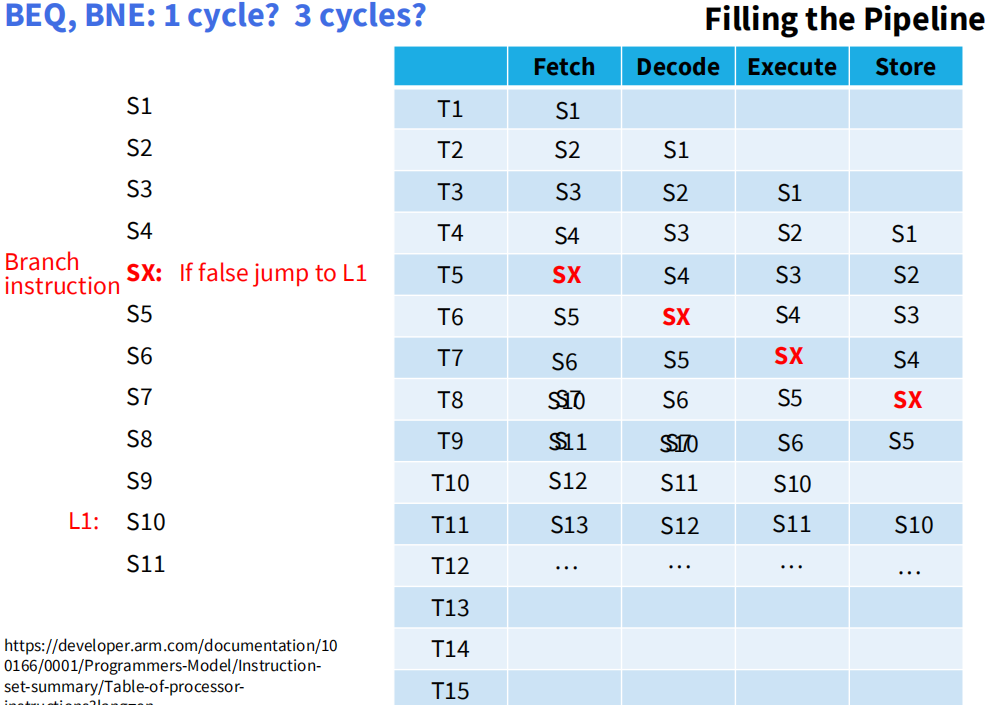 BEQ, BNE: 1 cycle?  3 cycles?
Filling the Pipeline
S1
S2
S3
S4
Branch
instruction
SX: If false jump to L1
S5
S6
S7
S8
S9
L1: S10
S11
https://developer.arm.com/documentation/10
0166/0001/Programmers-Model/Instruction-
set-summary/Table-of-processor-
Fetch Decode Execute Store
T1 S1
T2 S2 S1
T3 S3 S2 S1
T4 S4 S3 S2 S1
T5 SX S4 S3 S2
T6 S5 SX S4 S3
T7 S6 S5 SX S4
T8 S7 S10 S6 S5 SX
T9 S11 S7 S10 S6 S5
T10 S12 S11 S10
T11 S13 S12 S11 S10
T12 ... ... ... ...
T13
T14
T15